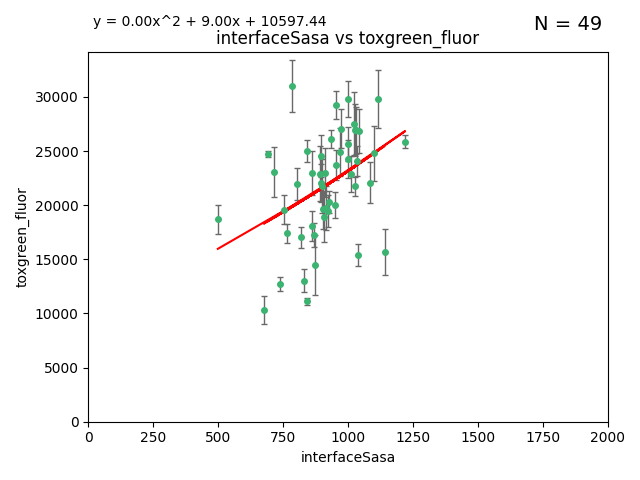 y = 0.00x^2 + 9.00x + 10597.44
N = 49
interfaceSasa vs toxgreen_fluor
toxgreen_fluor
30000
25000
20000
15000
10000
5000
0
0 250 500 750 1000 1250 1500 1750 2000
interfaceSasa